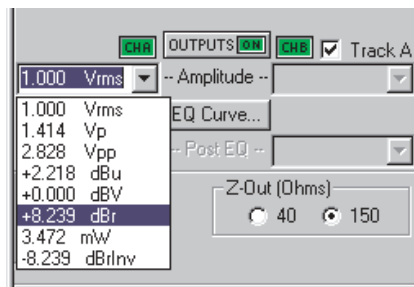 CHA OUTPUTS ON CHB Track A
1.000 Vrms -- Amplitude --
1.000 Vrms
1.414 Vp
2.828 Vpp
+2.218 dBu
+0.000 dBV
+8.239 dBr
3.472 mW
-8.239 dBrInv
EQ Curve...
-- Post EQ --
Z-Out (Ohms)
40 150